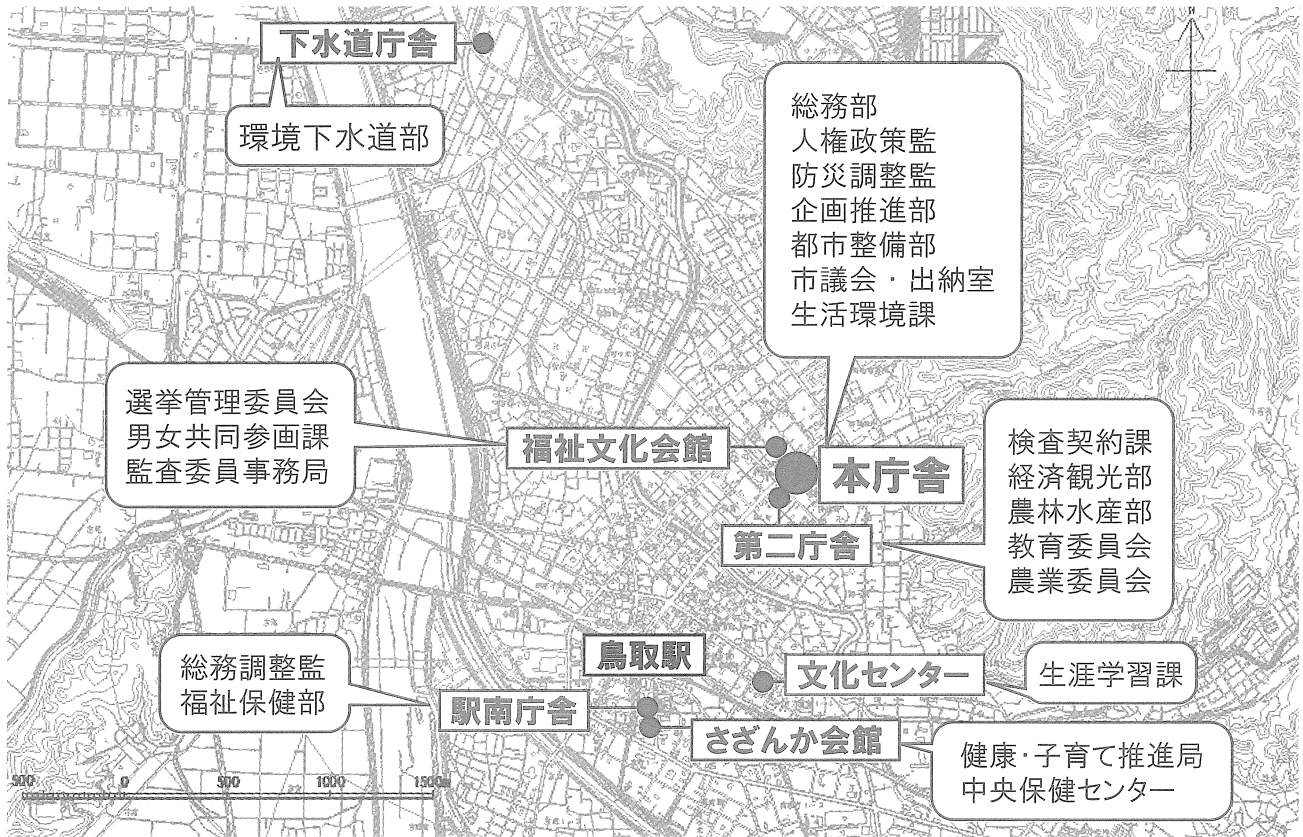 下水道庁舎
環境下水道部
総務部
人権政策監
防災調整監
企画推進部
都市整備部
市議会・出納室
生活環境課
選挙管理委員会
男女共同参画課
監査委員事務局
福祉文化会館
本庁舎
第二庁舎
検査契約課
経済観光部
農林水産部
教育委員会
農業委員会
鳥取駅
総務調整監
福祉保健部
駅南庁舎
文化センター
生涯学習課
さざんか会館
健康・子育て推進局
中央保健センター
500 0 500 1000 1500m